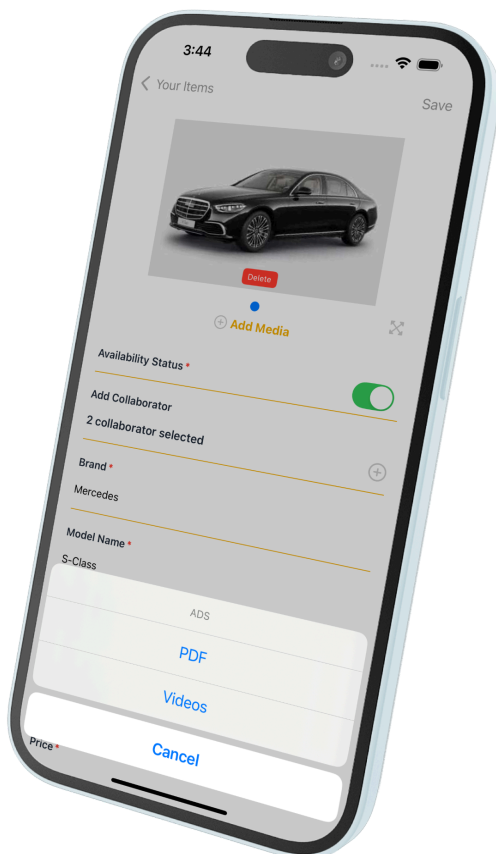 3:44
Your Items
Save
Delete
Add Media
Availability Status *
Add Collaborator
2 collaborator selected
Brand *
Mercedes
Model Name *
S-Class
ADS
PDF
Videos
Cancel
Price *